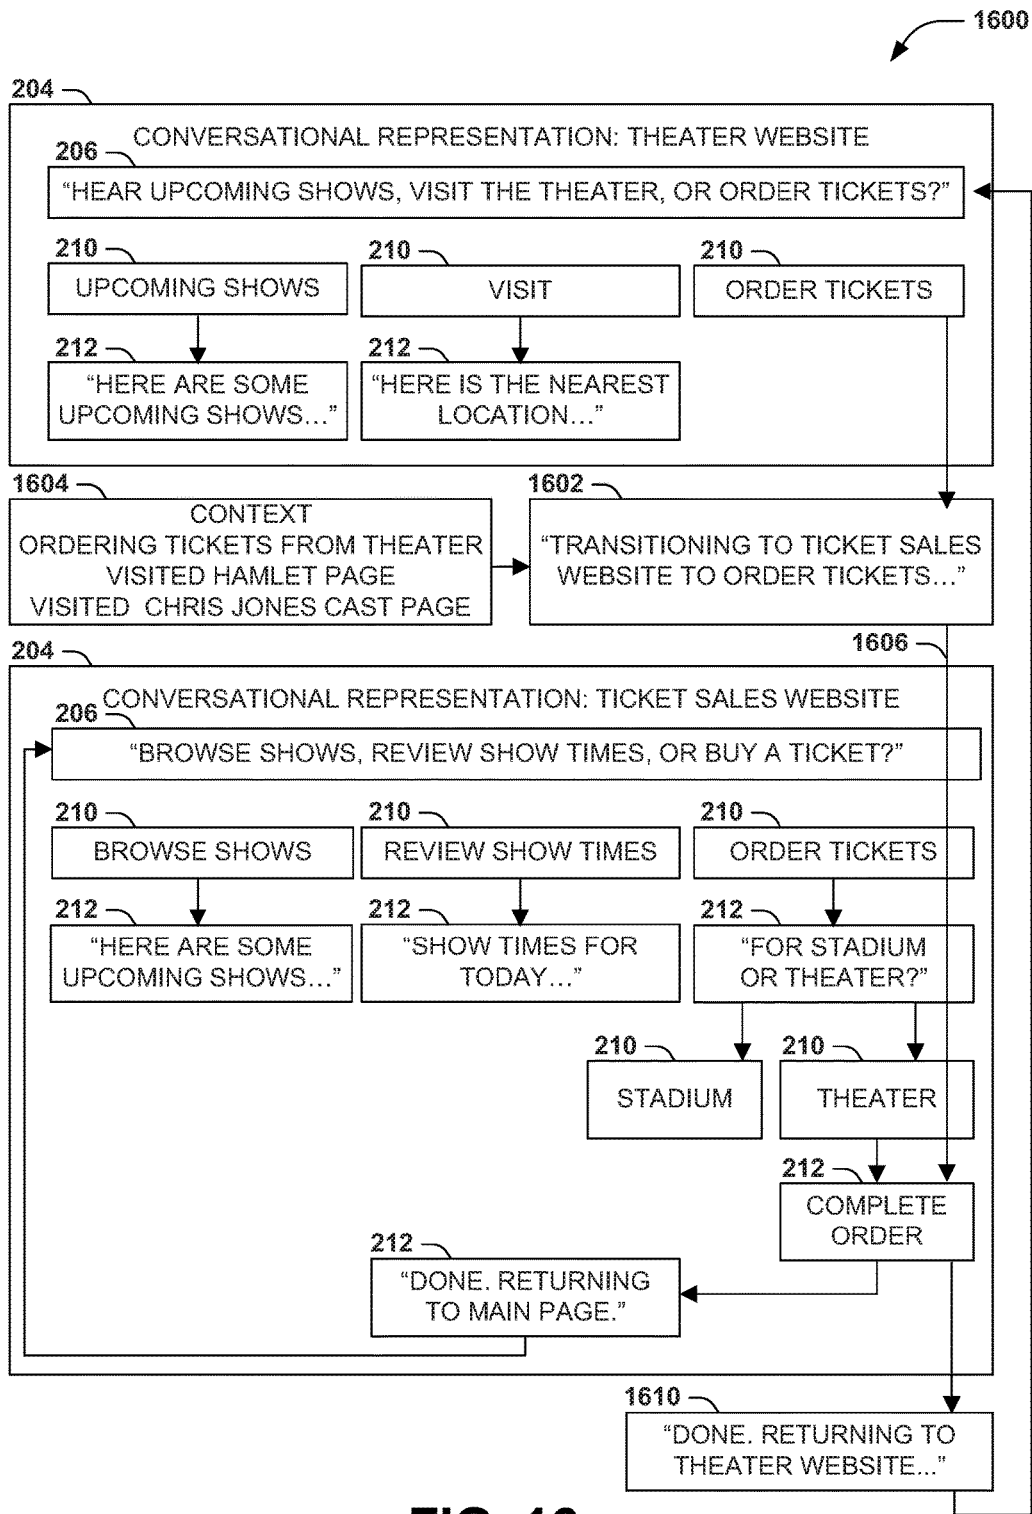 1600
204
CONVERSATIONAL REPRESENTATION: THEATER WEBSITE
206
“HEAR UPCOMING SHOWS, VISIT THE THEATER, OR ORDER TICKETS?”
210
UPCOMING SHOWS
210
VISIT
210
ORDER TICKETS
212
“HERE ARE SOME
UPCOMING SHOWS…”
212
“HERE IS THE NEAREST
LOCATION…”
1604
CONTEXT
ORDERING TICKETS FROM THEATER
VISITED HAMLET PAGE
VISITED CHRIS JONES CAST PAGE
1602
“TRANSITIONING TO TICKET SALES
WEBSITE TO ORDER TICKETS…”
1606
204
CONVERSATIONAL REPRESENTATION: TICKET SALES WEBSITE
206
“BROWSE SHOWS, REVIEW SHOW TIMES, OR BUY A TICKET?”
210
BROWSE SHOWS
210
REVIEW SHOW TIMES
210
ORDER TICKETS
212
“HERE ARE SOME
UPCOMING SHOWS…”
212
“SHOW TIMES FOR
TODAY…”
212
“FOR STADIUM
OR THEATER?”
210
STADIUM
210
THEATER
212
COMPLETE
ORDER
212
“DONE. RETURNING
TO MAIN PAGE.”
1610
“DONE. RETURNING TO
THEATER WEBSITE...”